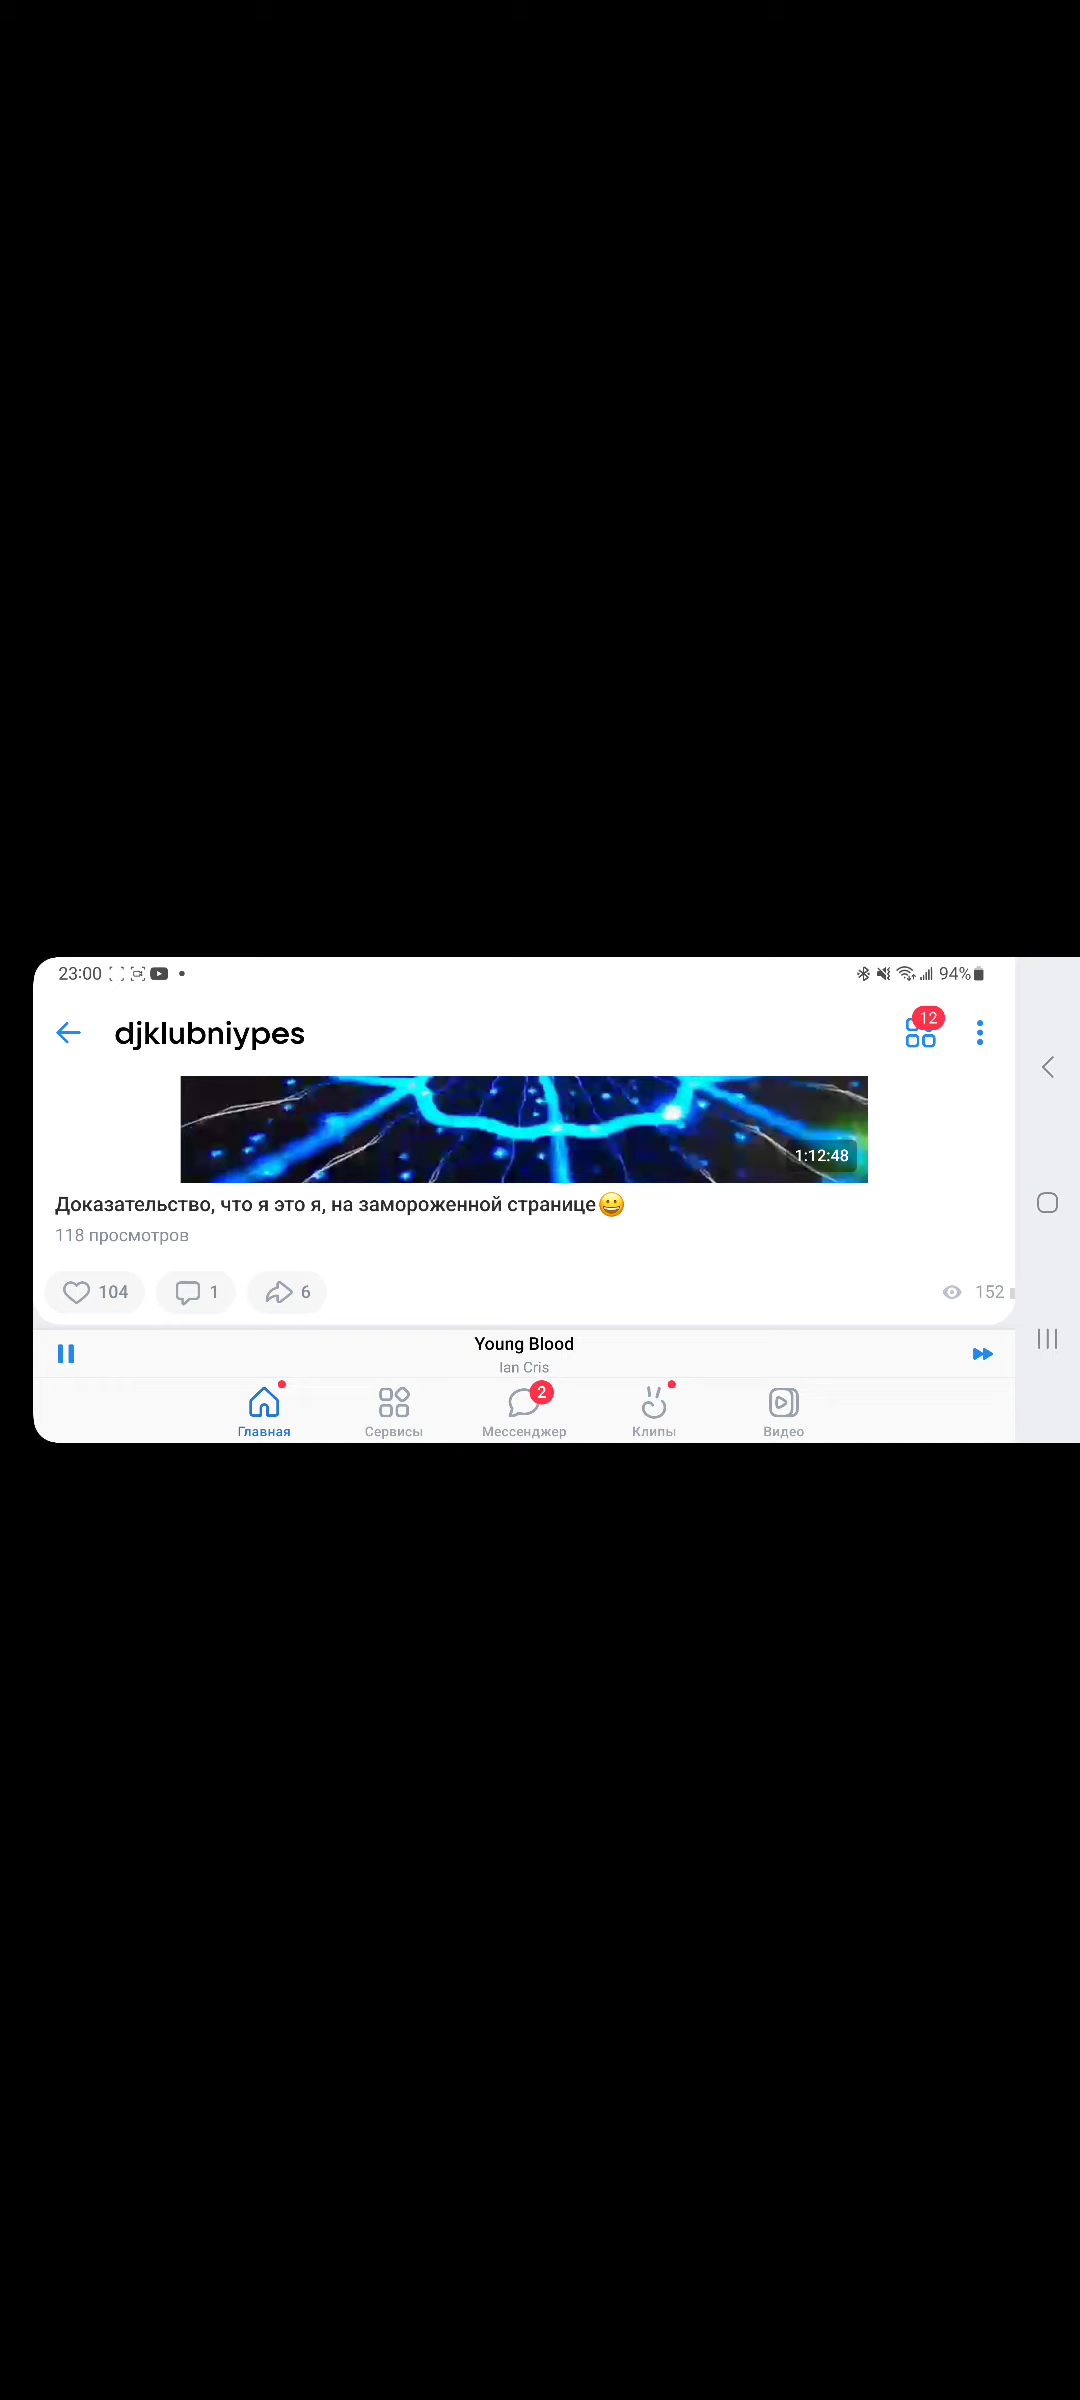 23:00 94%
djklubniypes 12
1:12:48
Доказательство, что я это я, на замороженной странице😀
118 просмотров
104 1 6 152
Young Blood
Ian Cris
2
Главная Сервисы Мессенджер Клипы Видео